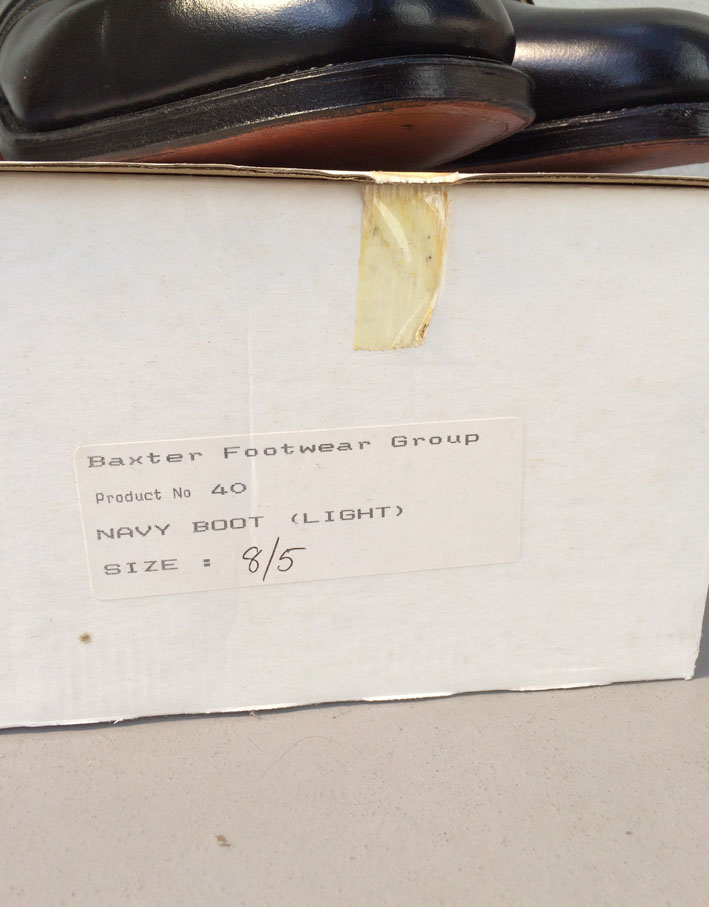 Baxter Footwear Group
Product No 40
NAVY BOOT (LIGHT)
SIZE : 8/5